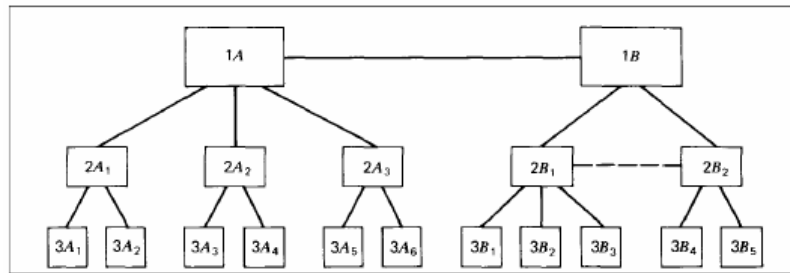 1A 1B
2A₁ 2A₂ 2A₃ 2B₁ 2B₂
3A₁ 3A₂ 3A₃ 3A₄ 3A₅ 3A₆ 3B₁ 3B₂ 3B₃ 3B₄ 3B₅